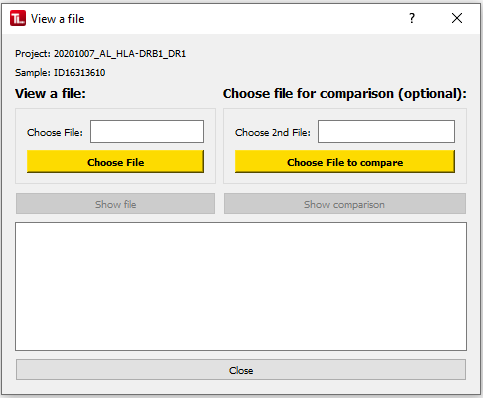 TL
View a file
?
Project: 20201007_AL_HLA-DRB1_DR1
Sample: ID16313610
View a file:
Choose file for comparison (optional):
Choose File:
Choose 2nd File:
Choose File
Choose File to compare
Show file
Show comparison
Close